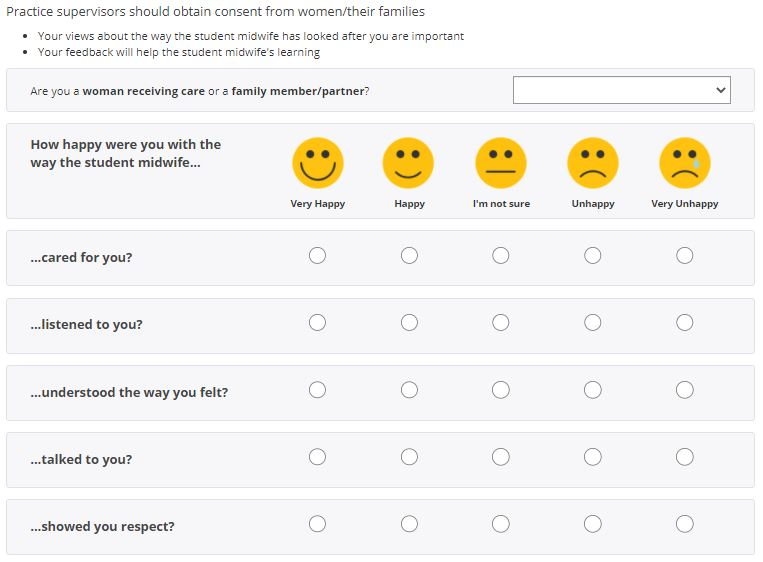 Practice supervisors should obtain consent from women/their families
Your views about the way the student midwife has looked after you are important
Your feedback will help the student midwife's learning
Are you a woman receiving care or a family member/partner?
How happy were you with the
way the student midwife...
Very Happy
Happy
I'm not sure
Unhappy
Very Unhappy
...cared for you?
...listened to you?
...understood the way you felt?
...talked to you?
...showed you respect?